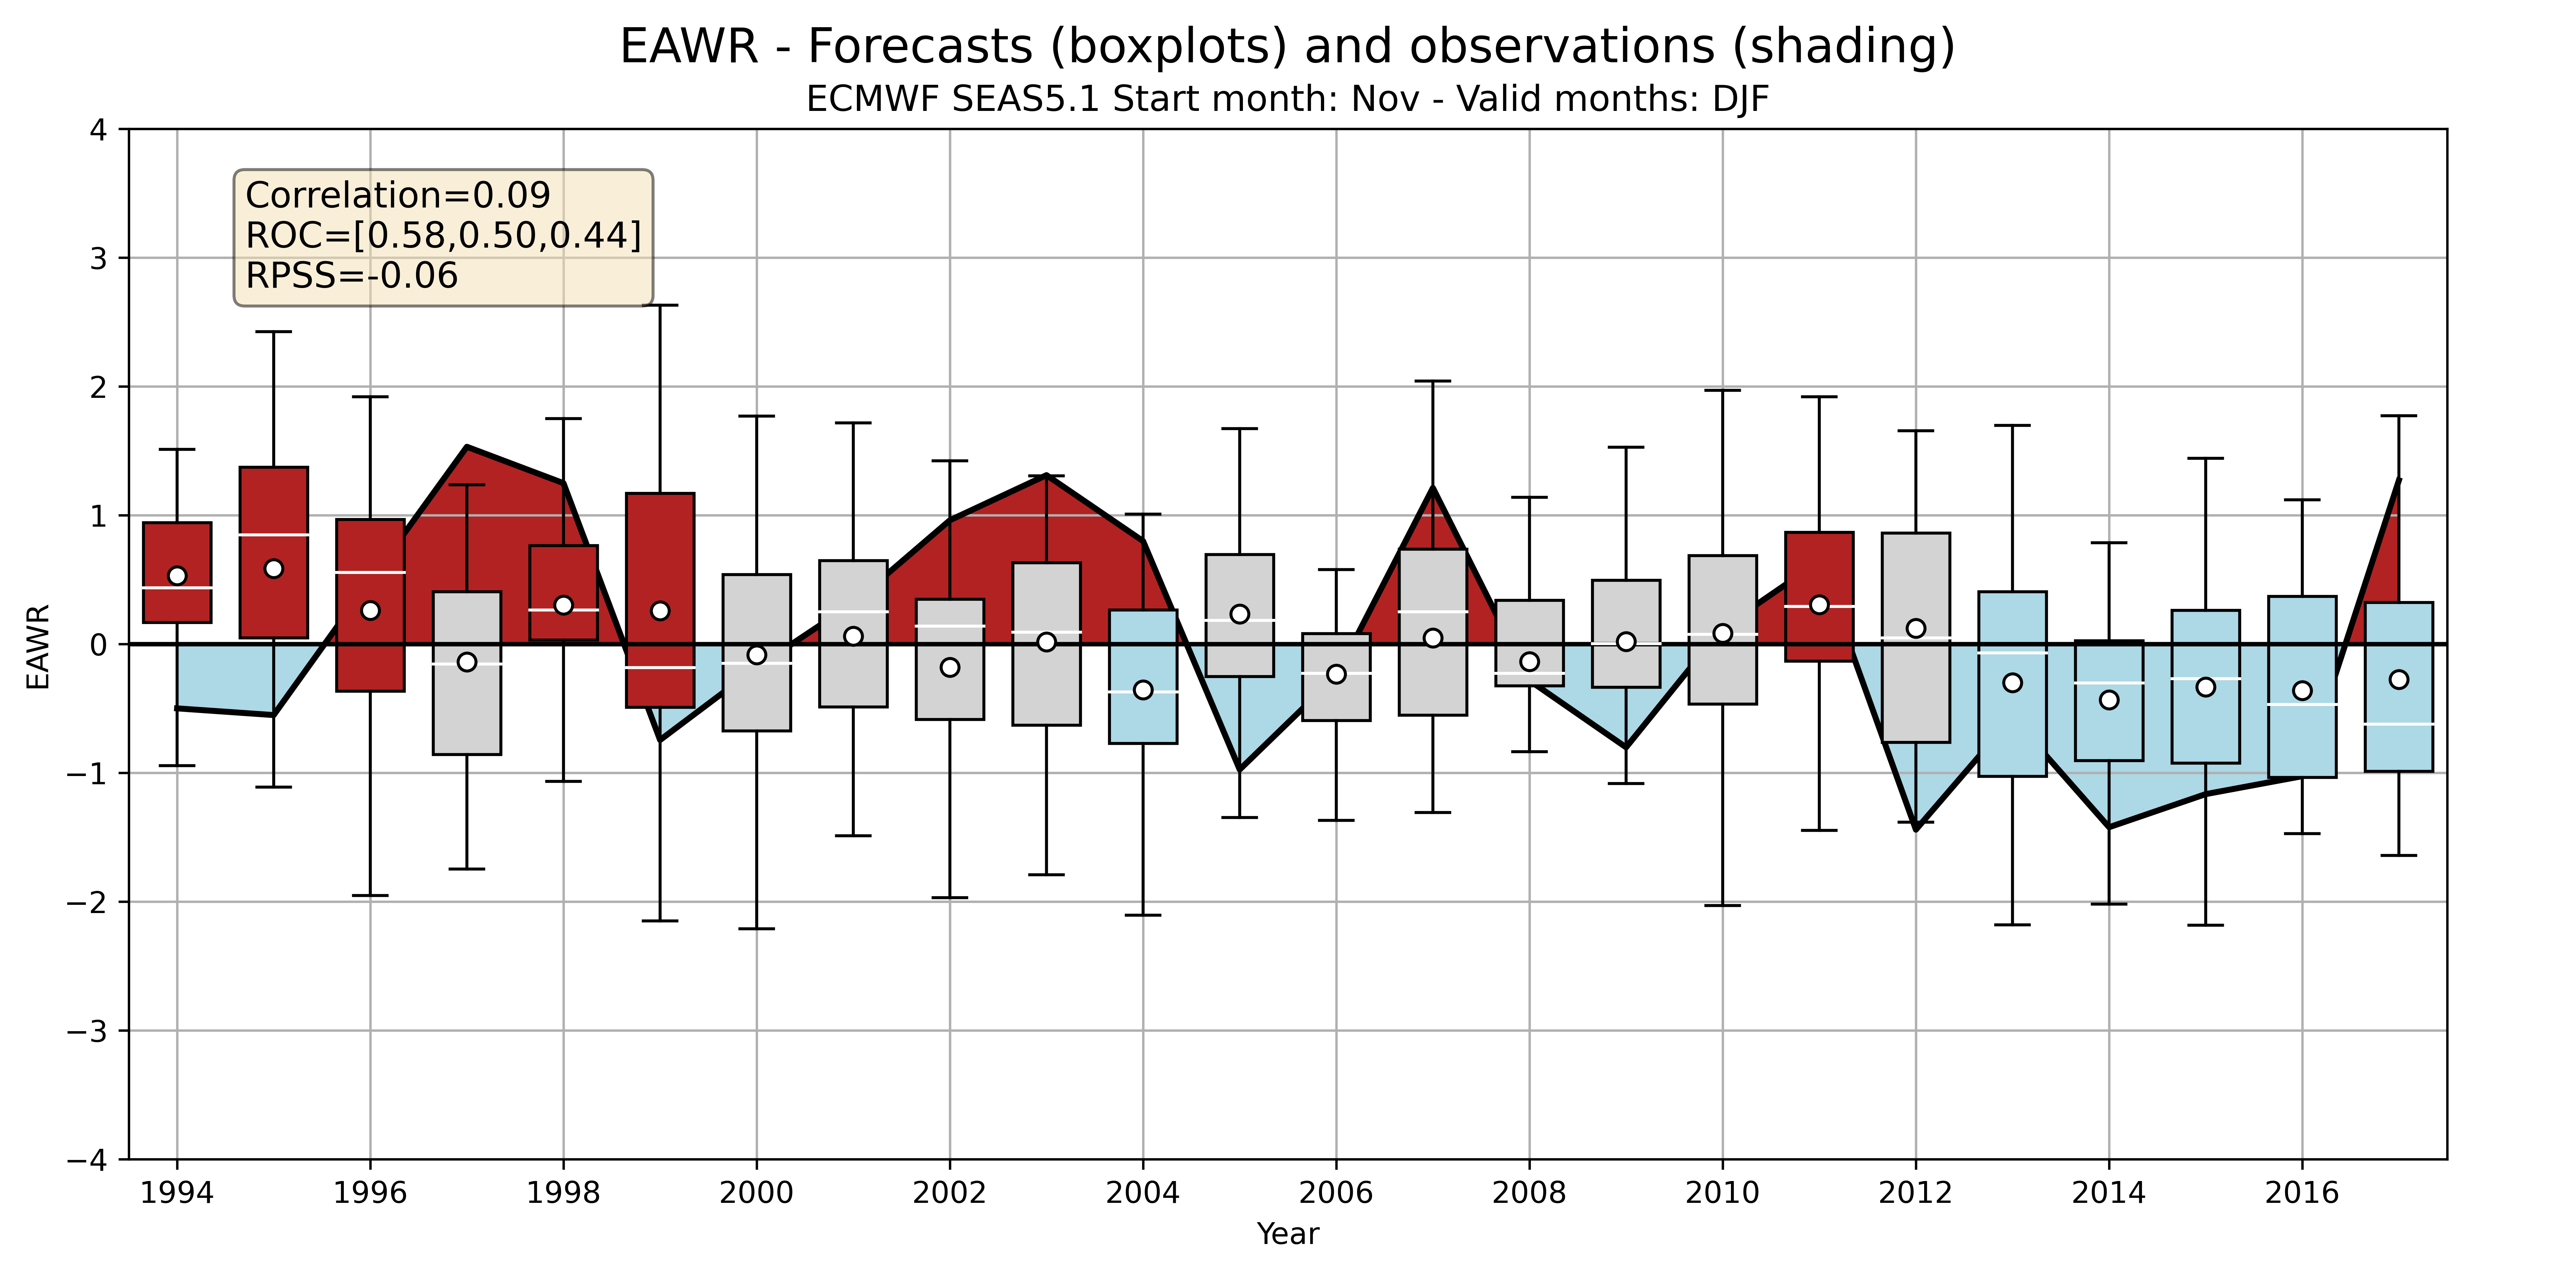 EAWR - Forecasts (boxplots) and observations (shading)
ECMWF SEAS5.1 Start month: Nov - Valid months: DJF
Correlation=0.09
ROC=[0.58,0.50,0.44]
RPSS=-0.06
4
3
2
1
0
−1
−2
−3
−4
EAWR
1994 1996 1998 2000 2002 2004 2006 2008 2010 2012 2014 2016
Year